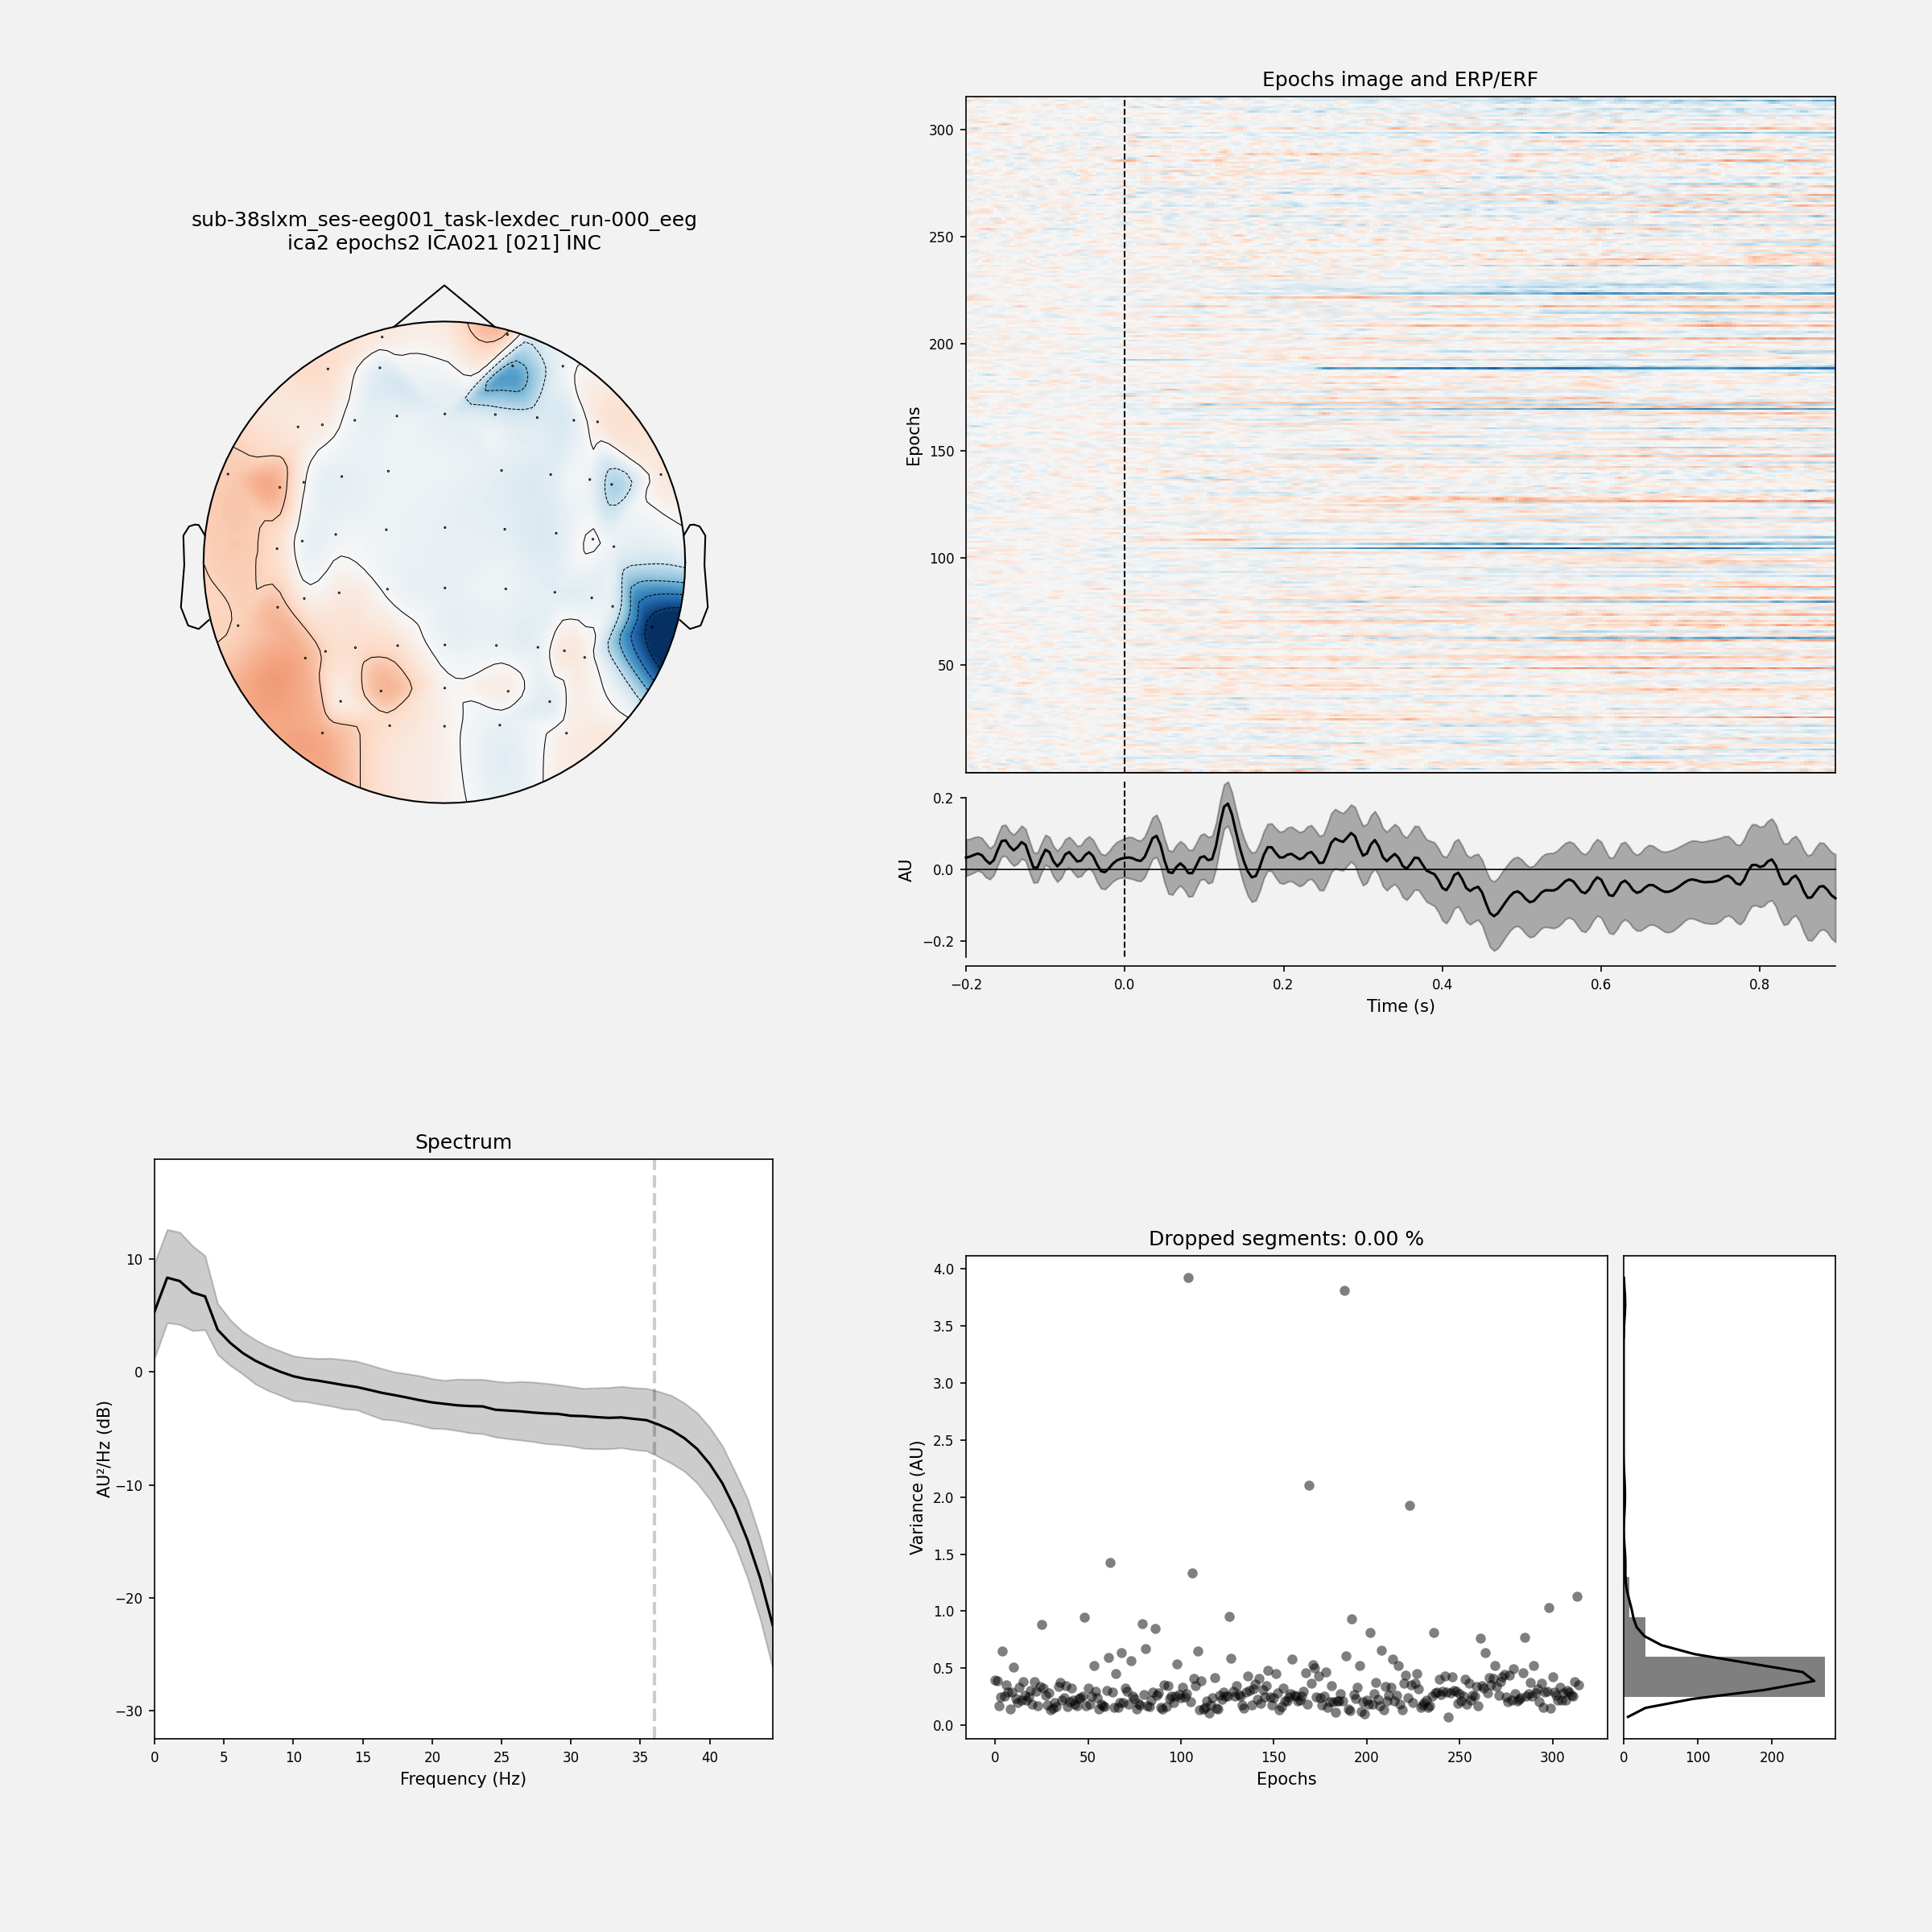 sub-38slxm_ses-eeg001_task-lexdec_run-000_eeg
ica2 epochs2 ICA021 [021] INC
Epochs image and ERP/ERF
Epochs
300
250
200
150
100
50
AU
0.2
0.0
−0.2
−0.2 0.0 0.2 0.4 0.6 0.8
Time (s)
Spectrum
AU²/Hz (dB)
10
0
−10
−20
−30
0 5 10 15 20 25 30 35 40
Frequency (Hz)
Dropped segments: 0.00 %
Variance (AU)
4.0
3.5
3.0
2.5
2.0
1.5
1.0
0.5
0.0
0 50 100 150 200 250 300
Epochs
0 100 200